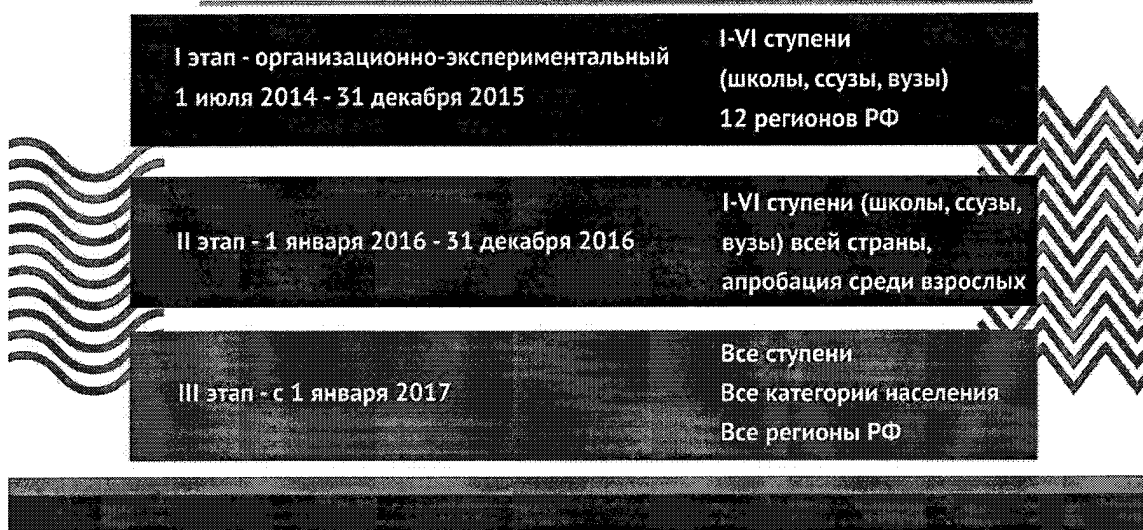 I этап - организационно-экспериментальный
1 июля 2014 - 31 декабря 2015
I-VI ступени
(школы, ссузы, вузы)
12 регионов РФ
II этап - 1 января 2016 - 31 декабря 2016
I-VI ступени (школы, ссузы,
вузы) всей страны,
апробация среди взрослых
III этап - с 1 января 2017
Все ступени
Все категории населения
Все регионы РФ